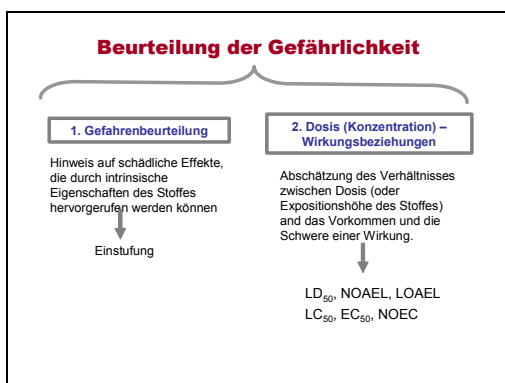 Beurteilung der Gefährlichkeit
1. Gefahrenbeurteilung
Hinweis auf schädliche Effekte,
die durch intrinsische
Eigenschaften des Stoffes
hervorgerufen werden können
Einstufung
2. Dosis (Konzentration) –
Wirkungsbeziehungen
Abschätzung des Verhältnisses
zwischen Dosis (oder
Expositionshöhe des Stoffes)
and das Vorkommen und die
Schwere einer Wirkung.
LD₅₀, NOAEL, LOAEL
LC₅₀, EC₅₀, NOEC